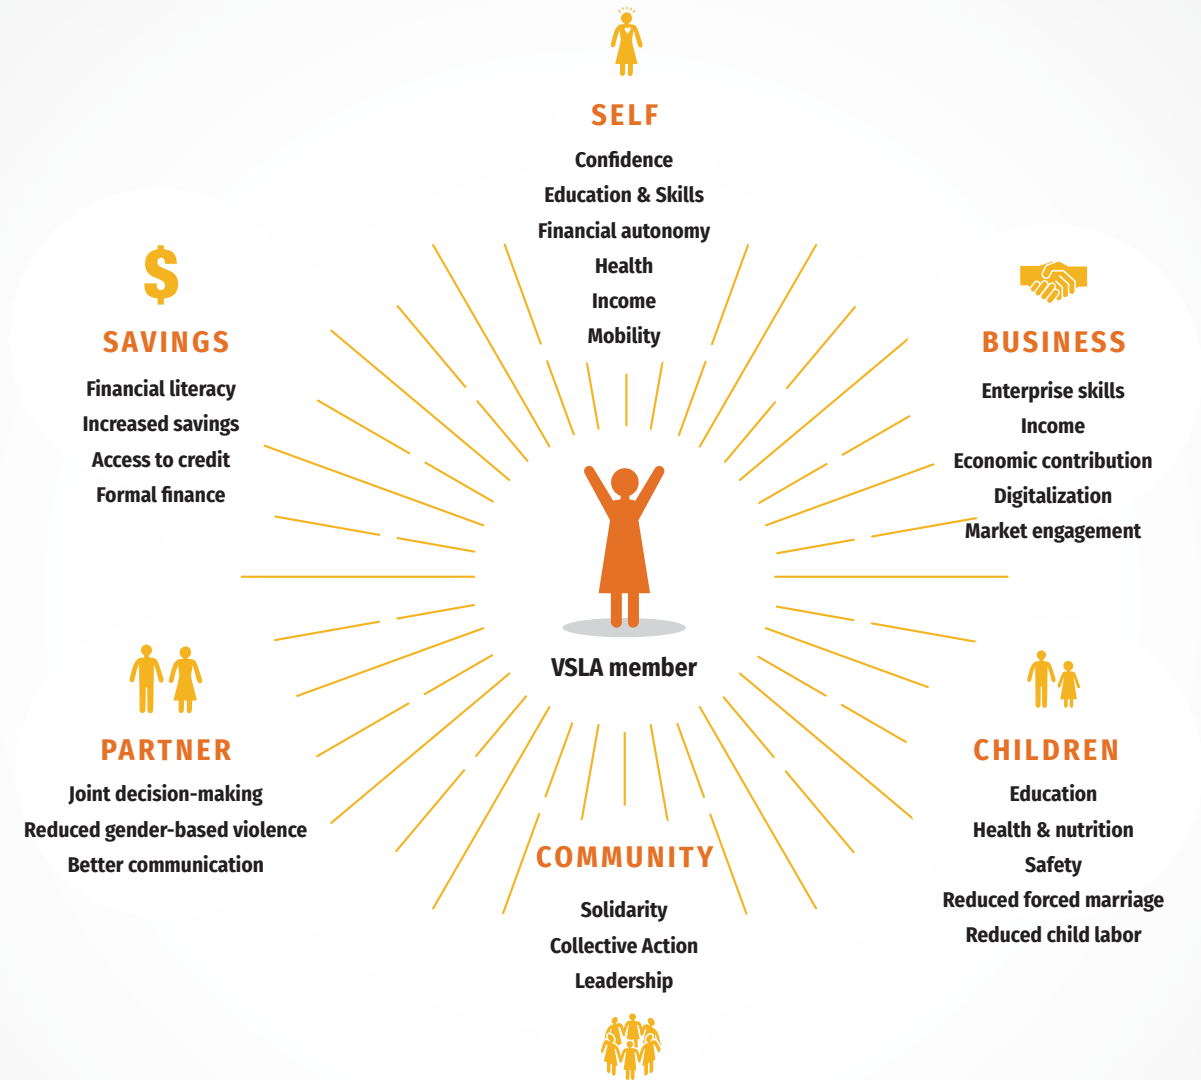 SELF
Confidence
Education & Skills
Financial autonomy
Health
Income
Mobility
$
SAVINGS
Financial literacy
Increased savings
Access to credit
Formal finance
BUSINESS
Enterprise skills
Income
Economic contribution
Digitalization
Market engagement
VSLA member
PARTNER
Joint decision-making
Reduced gender-based violence
Better communication
COMMUNITY
Solidarity
Collective Action
Leadership
CHILDREN
Education
Health & nutrition
Safety
Reduced forced marriage
Reduced child labor